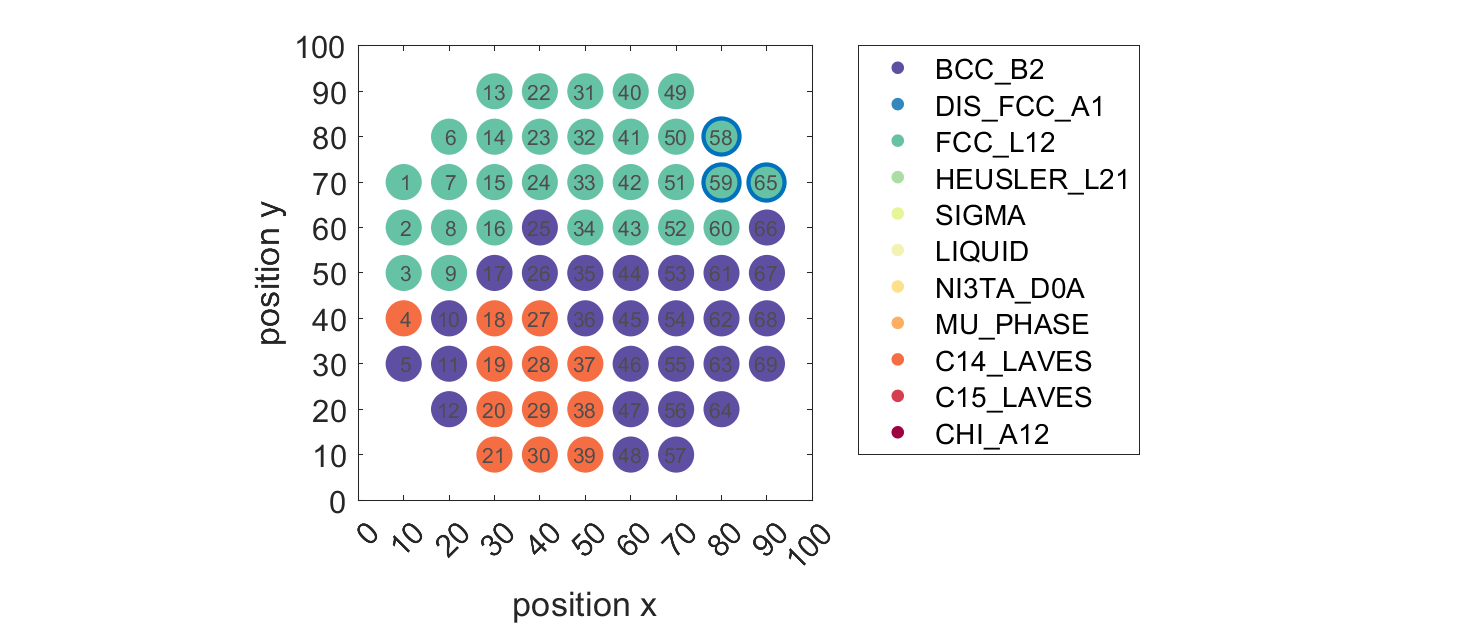 100
90
80
70
60
50
40
30
20
10
0
position y
13 22 31 40 49
6 14 23 32 41 50 58
1 7 15 24 33 42 51 59 65
2 8 16 25 34 43 52 60 66
3 9 17 26 35 44 53 61 67
4 10 18 27 36 45 54 62 68
5 11 19 28 37 46 55 63 69
12 20 29 38 47 56 64
21 30 39 48 57
0 10 20 30 40 50 60 70 80 90 100
position x
BCC_B2
DIS_FCC_A1
FCC_L12
HEUSLER_L21
SIGMA
LIQUID
NI3TA_D0A
MU_PHASE
C14_LAVES
C15_LAVES
CHI_A12